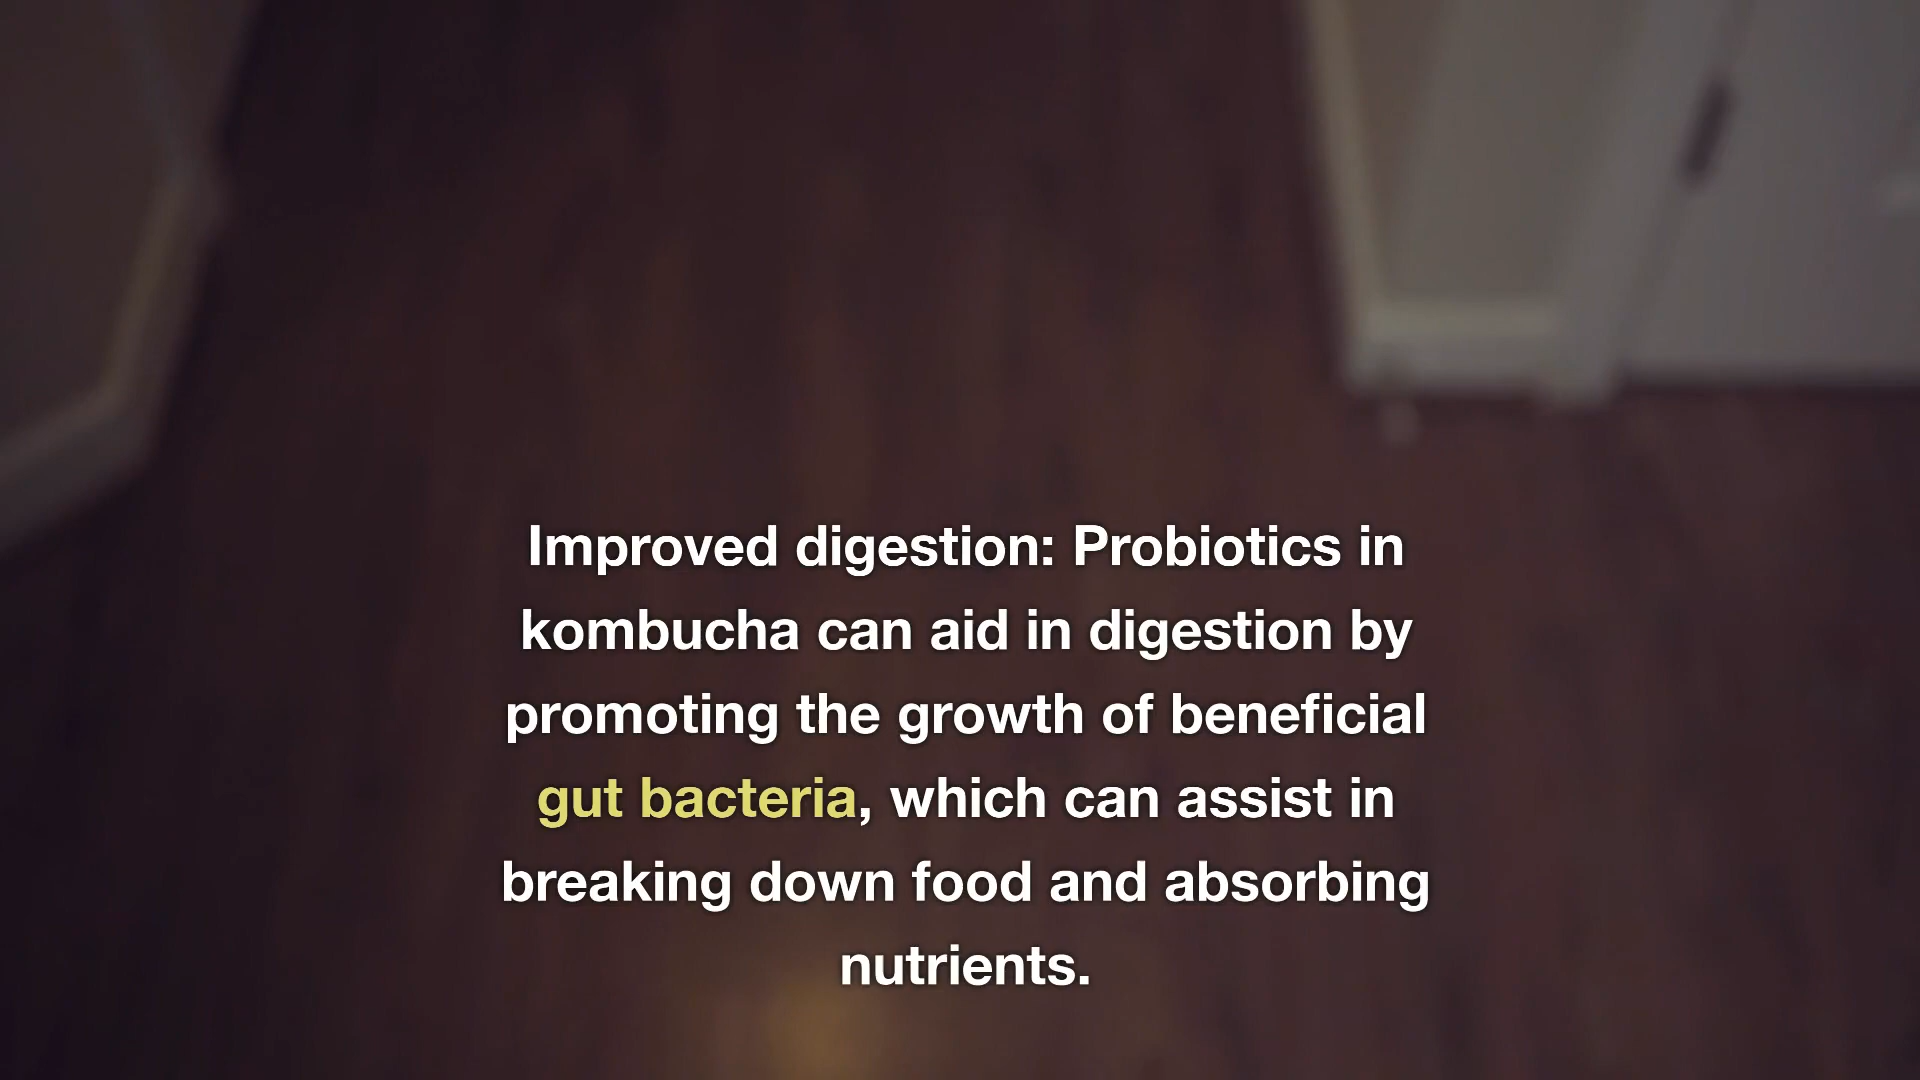 Improved digestion: Probiotics in
kombucha can aid in digestion by
promoting the growth of beneficial
gut bacteria, which can assist in
breaking down food and absorbing
nutrients.